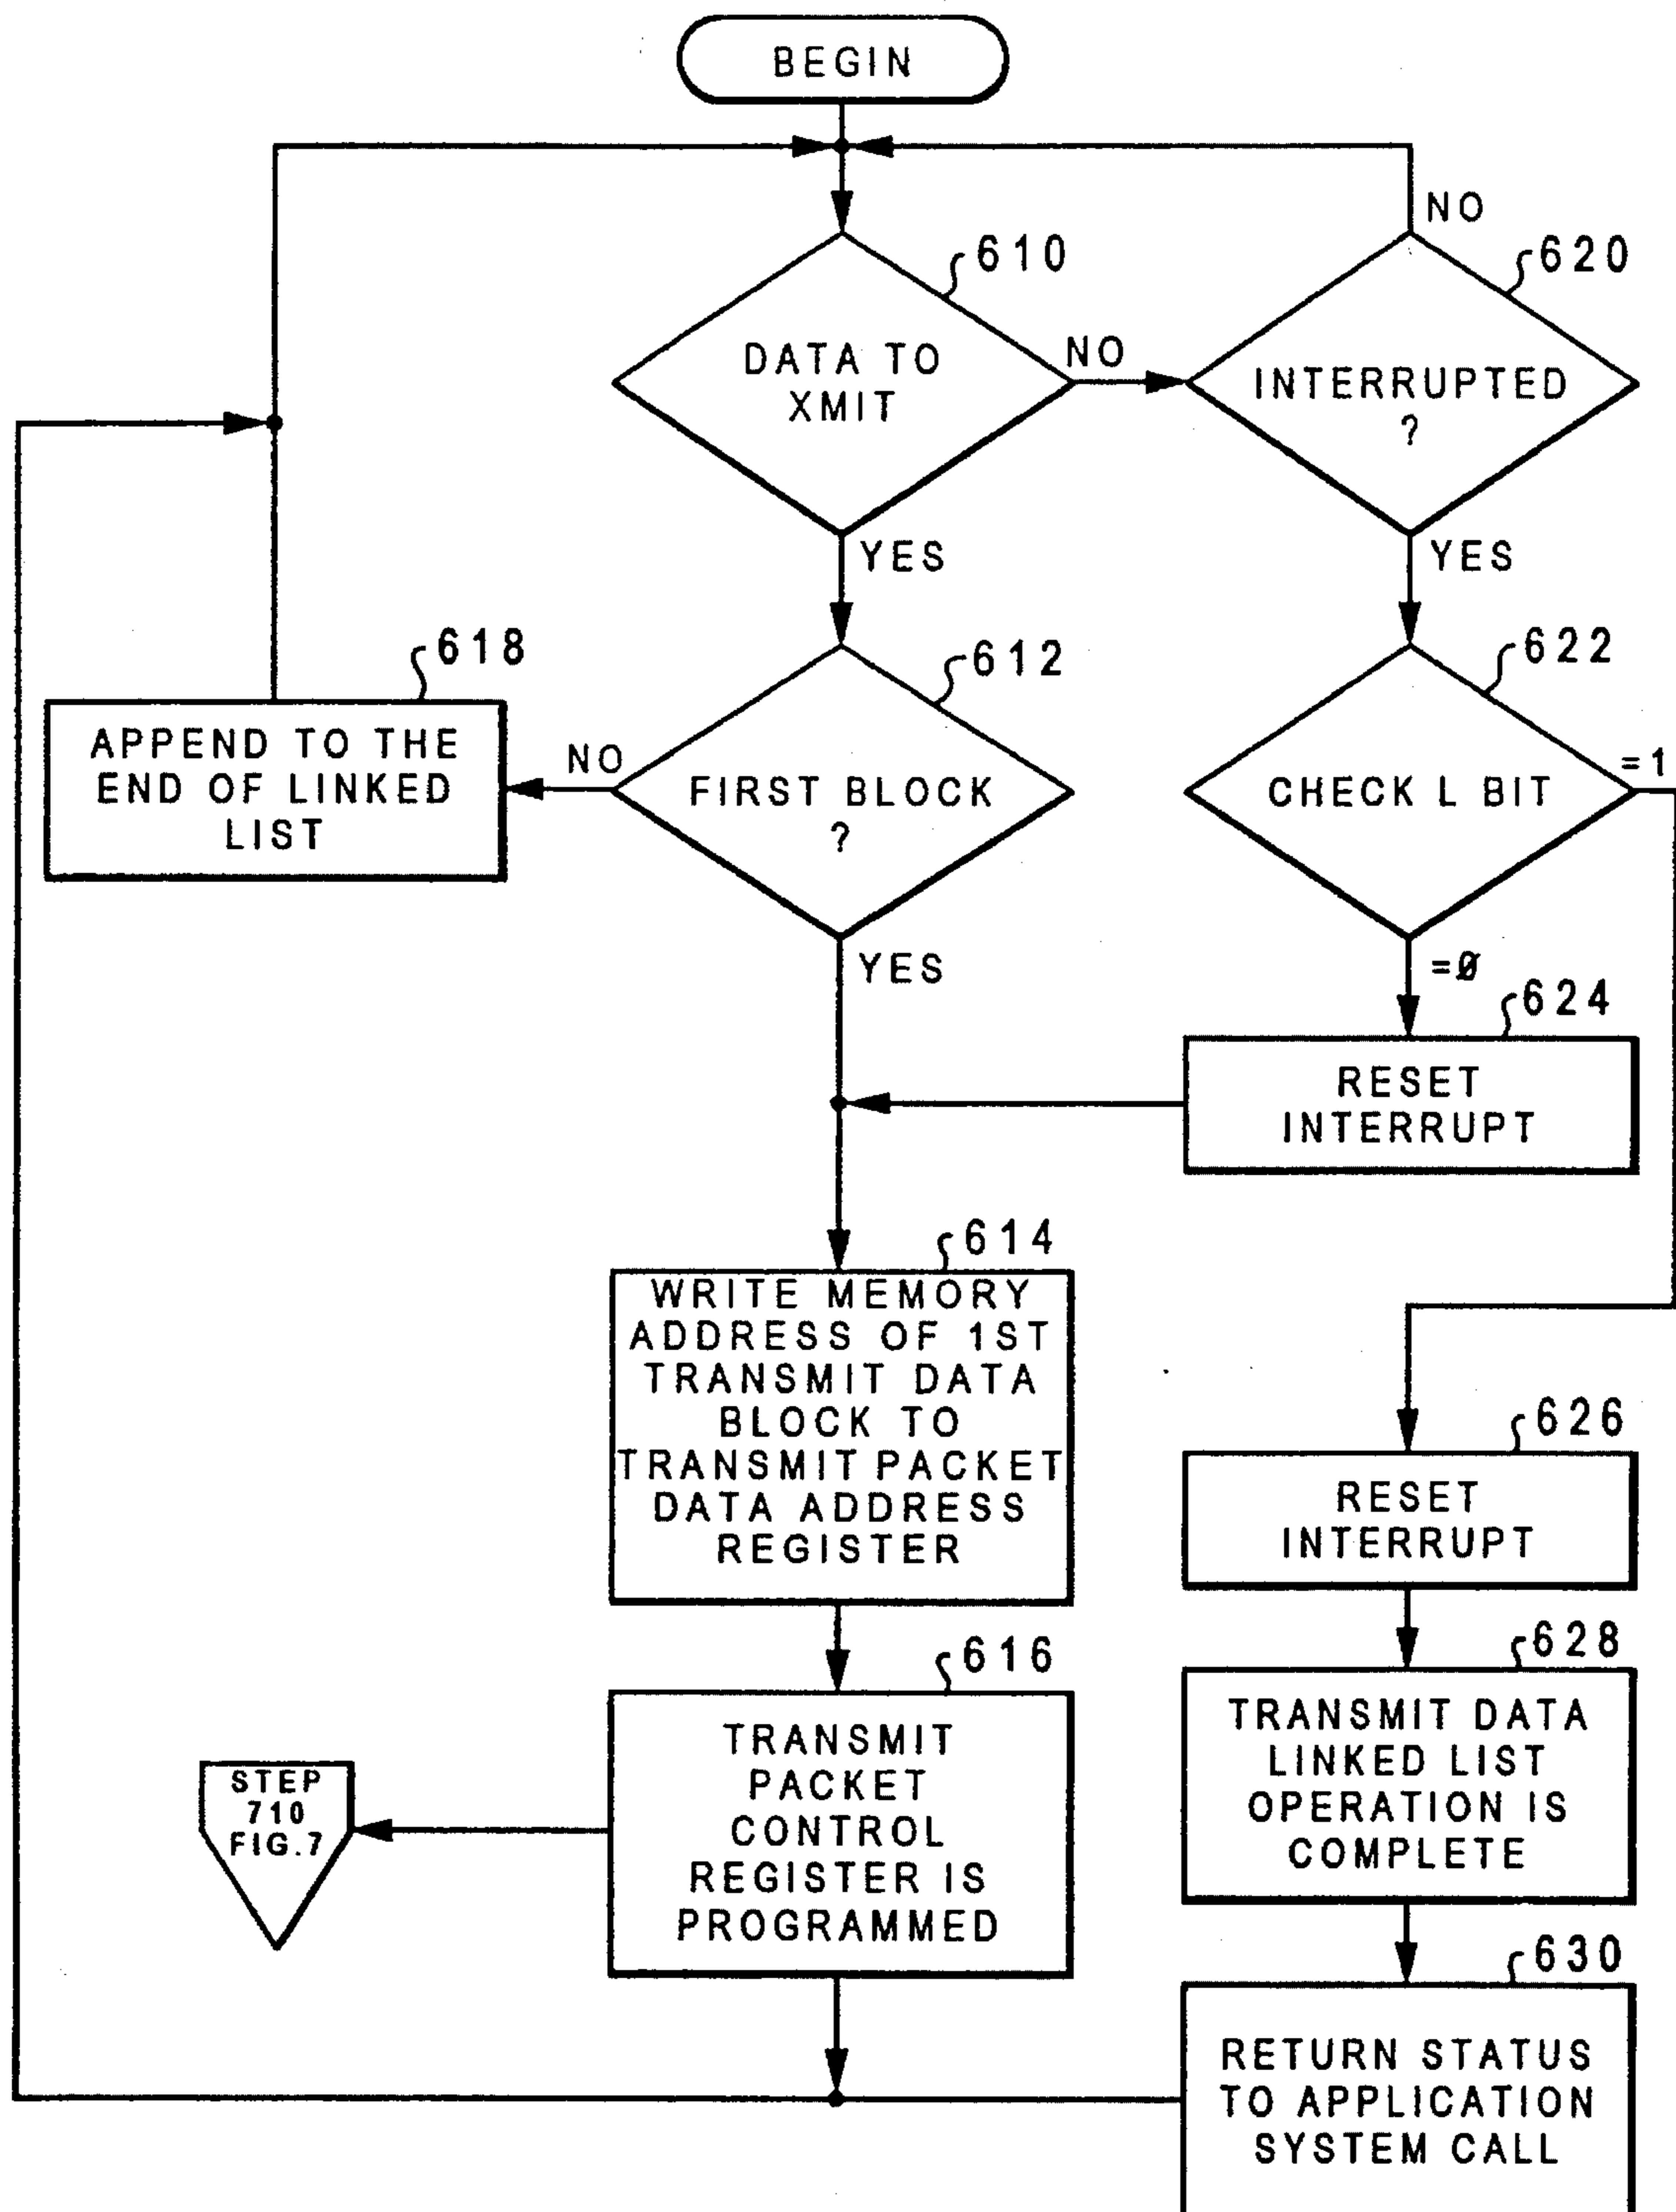 BEGIN
NO
610
620
DATA TO
XMIT
NO
INTERRUPTED
?
YES
YES
618
612
622
APPEND TO THE
END OF LINKED
LIST
NO
FIRST BLOCK
?
CHECK L BIT
=1
YES
=0
624
RESET
INTERRUPT
614
WRITE MEMORY
ADDRESS OF 1ST
TRANSMIT DATA
BLOCK TO
TRANSMIT PACKET
DATA ADDRESS
REGISTER
626
RESET
INTERRUPT
616
628
TRANSMIT
PACKET
CONTROL
REGISTER IS
PROGRAMMED
STEP
710
FIG.7
TRANSMIT DATA
LINKED LIST
OPERATION IS
COMPLETE
630
RETURN STATUS
TO APPLICATION
SYSTEM CALL